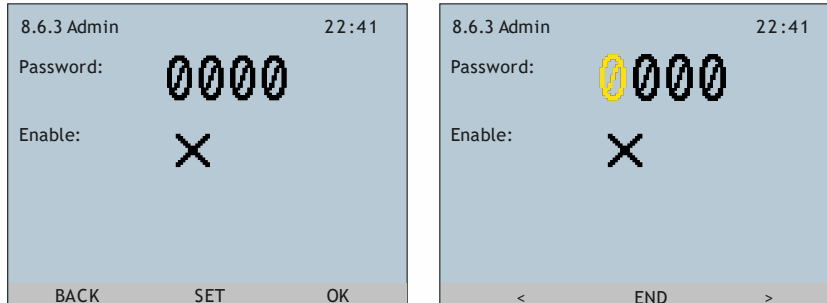 8.6.3 Admin 22:41
Password: 0000
Enable: ×
BACK SET OK
8.6.3 Admin 22:41
Password: 0000
Enable: ×
< END >